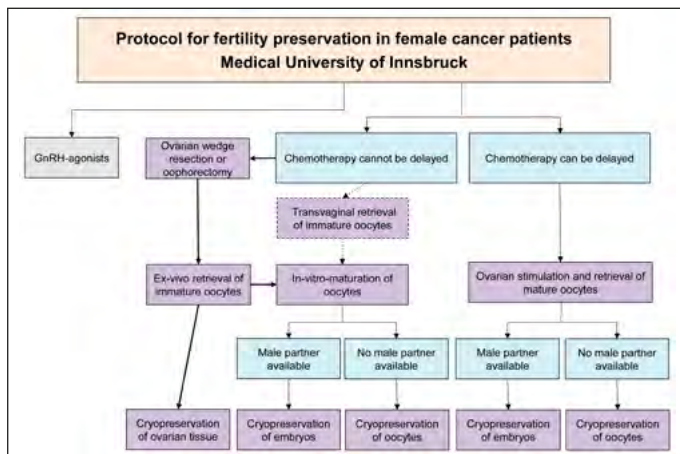 Protocol for fertility preservation in female cancer patients
Medical University of Innsbruck
GnRH-agonists
Ovarian wedge
resection or
oophorectomy
Chemotherapy cannot be delayed
Chemotherapy can be delayed
Transvaginal retrieval
of immature oocytes
Ex-vivo retrieval of
immature oocytes
In-vitro-maturation of
oocytes
Ovarian stimulation and retrieval of
mature oocytes
Male partner
available
No male partner
available
Male partner
available
No male partner
available
Cryopreservation
of ovarian tissue
Cryopreservation
of embryos
Cryopreservation
of oocytes
Cryopreservation
of embryos
Cryopreservation
of oocytes